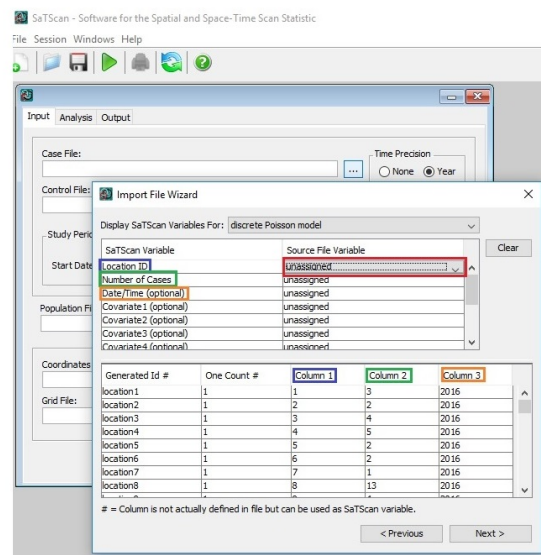 SaTScan - Software for the Spatial and Space-Time Scan Statistic
File Session Windows Help
Input Analysis Output
Case File:
... Time Precision
None Year
Control File:
Import File Wizard
Display SaTScan Variables For: discrete Poisson model
Study Peric
SaTScan Variable Source File Variable Clear
Start Date
Location ID unassigned
Number of Cases unassigned
Date/Time (optional) unassigned
Covariate1 (optional) unassigned
Population Fi
Covariate2 (optional) unassigned
Covariate3 (optional) unassigned
Covariate4 (optional) unassigned
Coordinates
Generated Id # One Count # Column 1 Column 2 Column 3
Grid File:
location1 1 1 3 2016
location2 1 2 2 2016
location3 1 3 4 2016
location4 1 4 5 2016
location5 1 5 2 2016
location6 1 6 2 2016
location7 1 7 1 2016
location8 1 8 13 2016
# = Column is not actually defined in file but can be used as SaTScan variable.
< Previous Next >